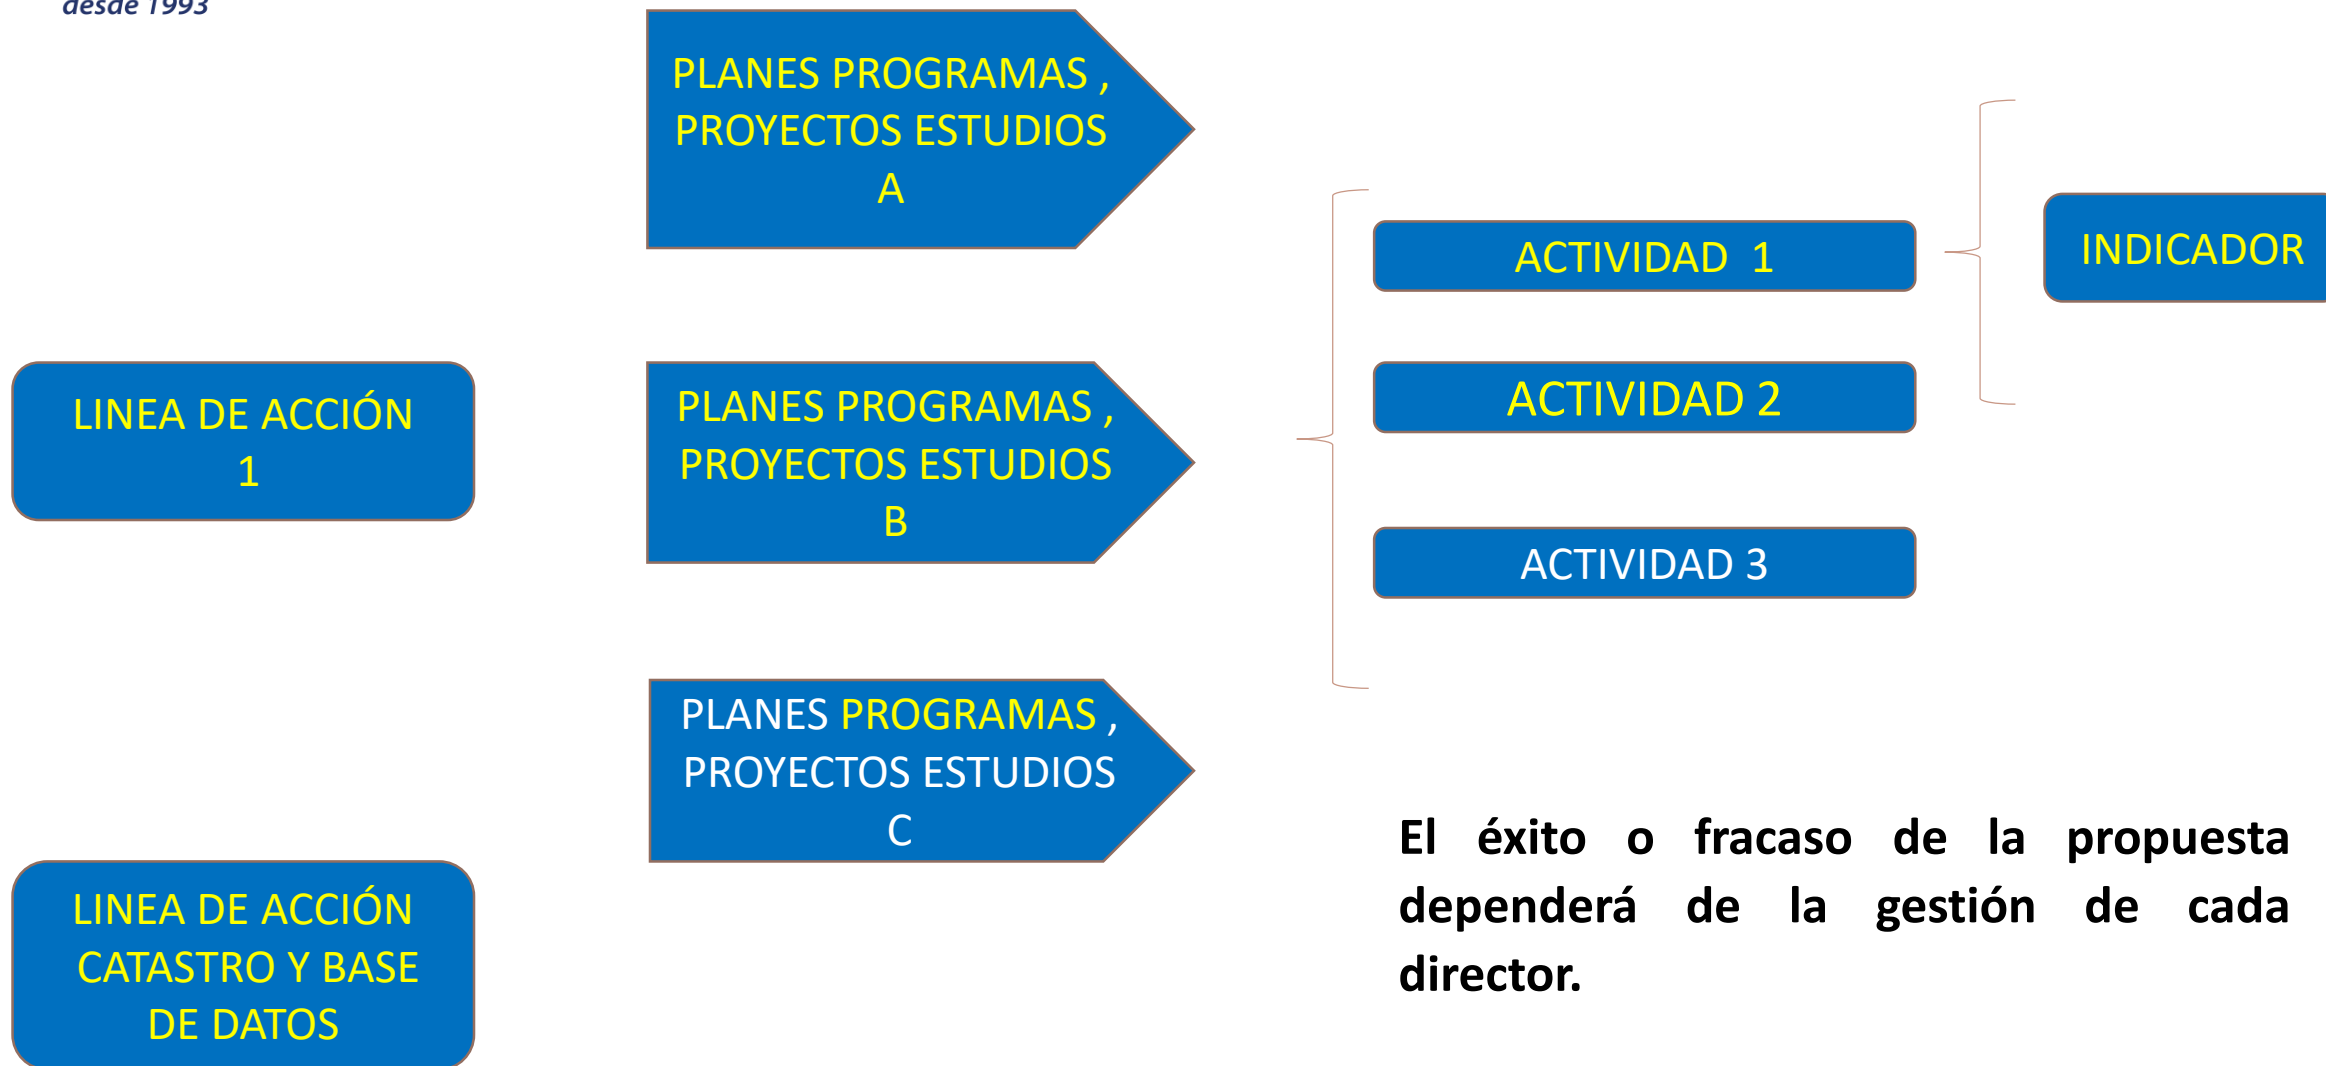 desde 1993
PLANES PROGRAMAS ,
PROYECTOS ESTUDIOS
A
ACTIVIDAD 1
INDICADOR
LINEA DE ACCIÓN
1
PLANES PROGRAMAS ,
PROYECTOS ESTUDIOS
B
ACTIVIDAD 2
ACTIVIDAD 3
PLANES PROGRAMAS ,
PROYECTOS ESTUDIOS
C
LINEA DE ACCIÓN
CATASTRO Y BASE
DE DATOS
El éxito o fracaso de la propuesta
dependerá de la gestión de cada
director.